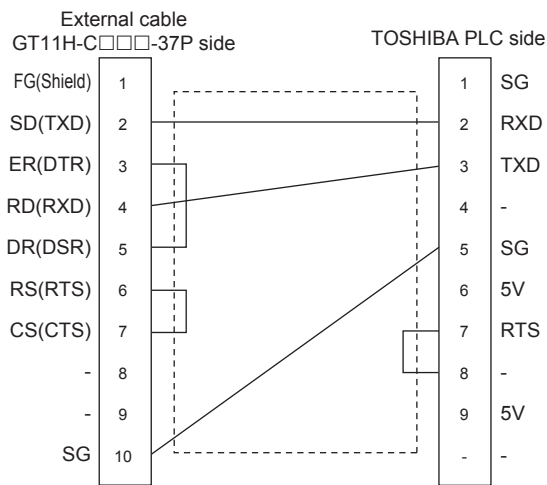 External cable
GT11H-C□□□-37P side
TOSHIBA PLC side
FG(Shield) 1 1 SG
SD(TXD) 2 2 RXD
ER(DTR) 3 3 TXD
RD(RXD) 4 4 -
DR(DSR) 5 5 SG
RS(RTS) 6 6 5V
CS(CTS) 7 7 RTS
- 8 8 -
- 9 9 5V
SG 10 - -